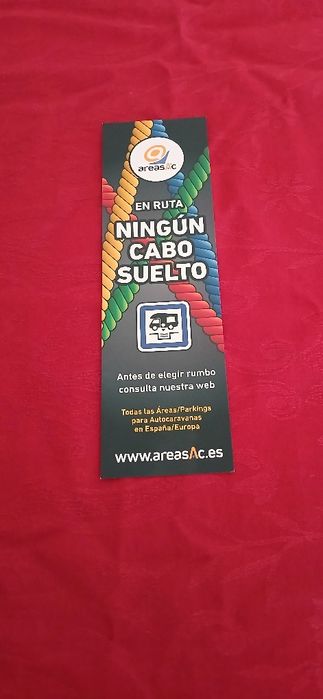 areasAc
EN RUTA
NINGÚN
CABO
SUELTO
Antes de elegir rumbo
consulta nuestra web
Todas las Áreas/Parkings
para Autocaravanas
en España/Europa
www.areasAc.es